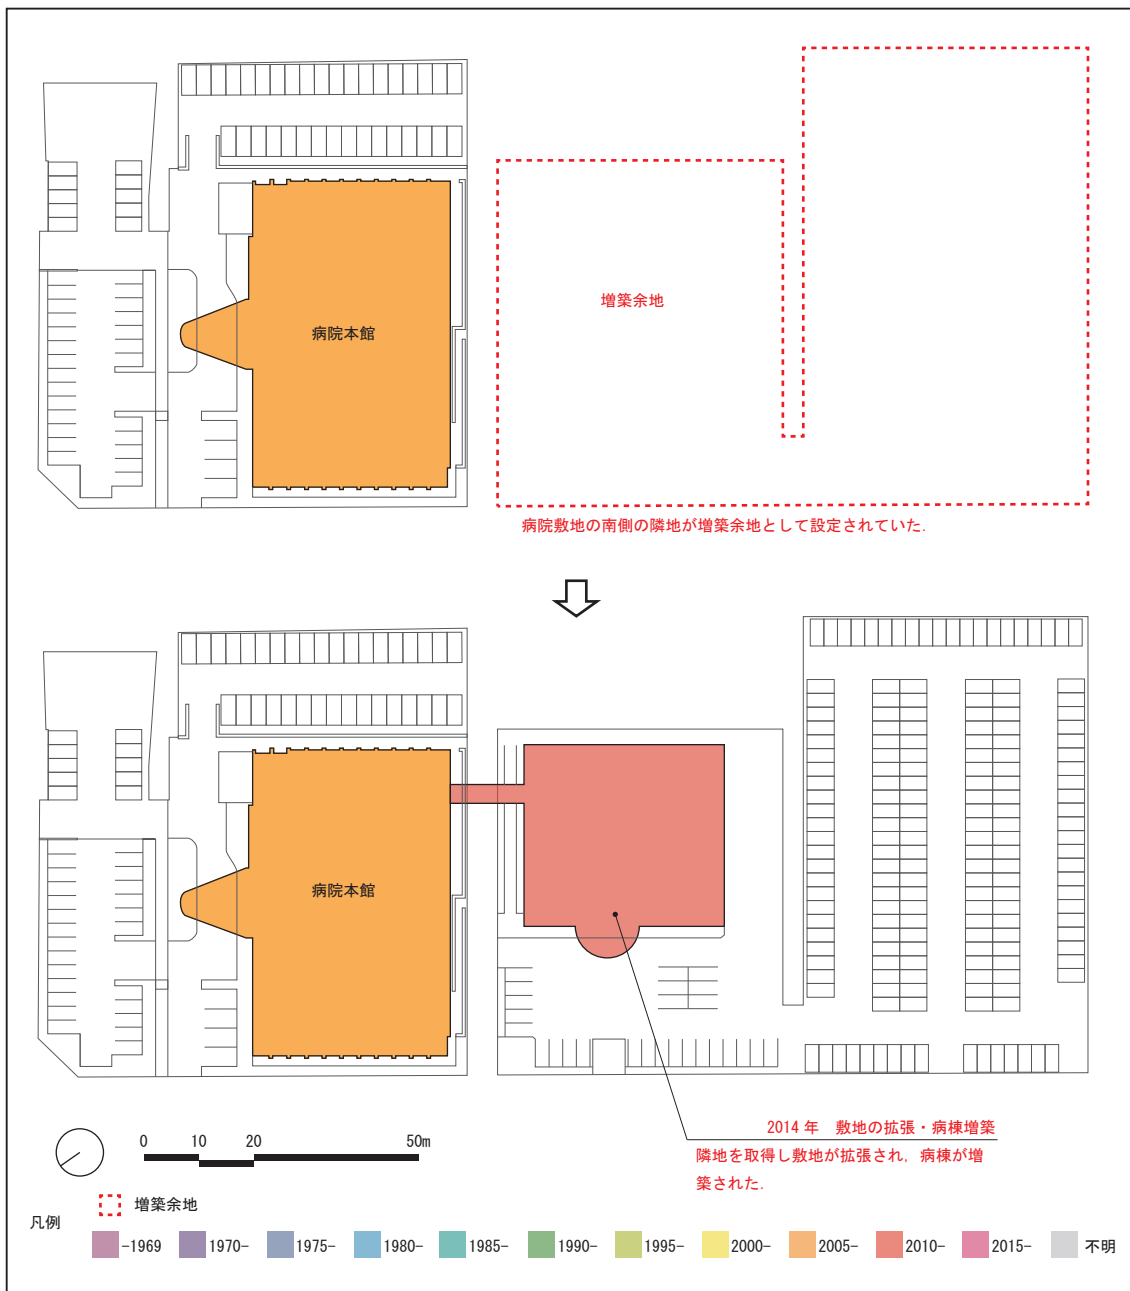 増築余地
病院本館
病院敷地の南側の隣地が増築余地として設定されていた.
病院本館
2014年 敷地の拡張・病棟増築
隣地を取得し敷地が拡張され, 病棟が増
築された.
0 10 20 50m
増築余地
凡例
-1969 1970- 1975- 1980- 1985- 1990- 1995- 2000- 2005- 2010- 2015- 不明